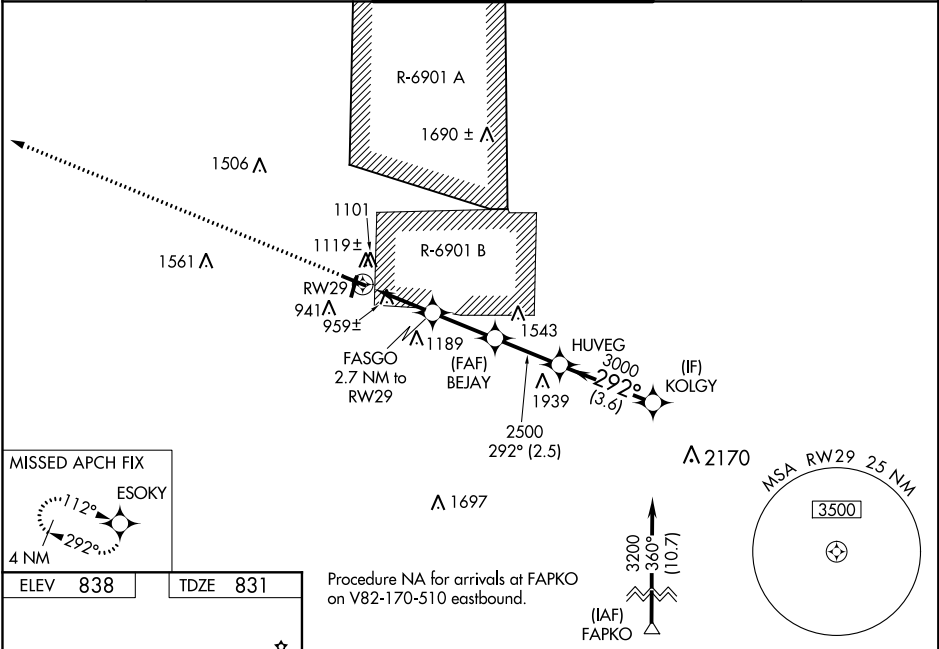 R-6901 A
1690 ±
1506
1101
1119±
R-6901 B
1561
RW29
941
959±
1189
1543
FASGO
2.7 NM to
RW29
(FAF)
BEJAY
HUVEG
3000
292°
(3.6)
(IF)
KOLGY
1939
2500
292° (2.5)
2170
MISSED APCH FIX
ESOKY
112°
292°
4 NM
1697
MSA RW29 25 NM
3500
3200
360°
(10.7)
(IAF)
FAPKO
Procedure NA for arrivals at FAPKO
on V82-170-510 eastbound.
ELEV 838
TDZE 831